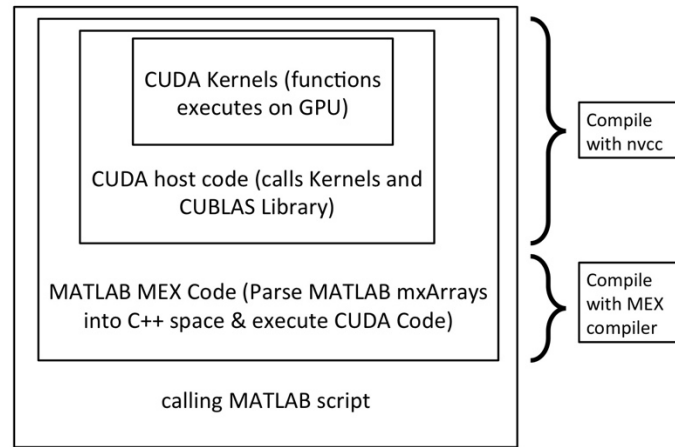 CUDA Kernels (functions
executes on GPU)
CUDA host code (calls Kernels and
CUBLAS Library)
MATLAB MEX Code (Parse MATLAB mxArrays
into C++ space & execute CUDA Code)
calling MATLAB script
Compile
with nvcc
Compile
with MEX
compiler